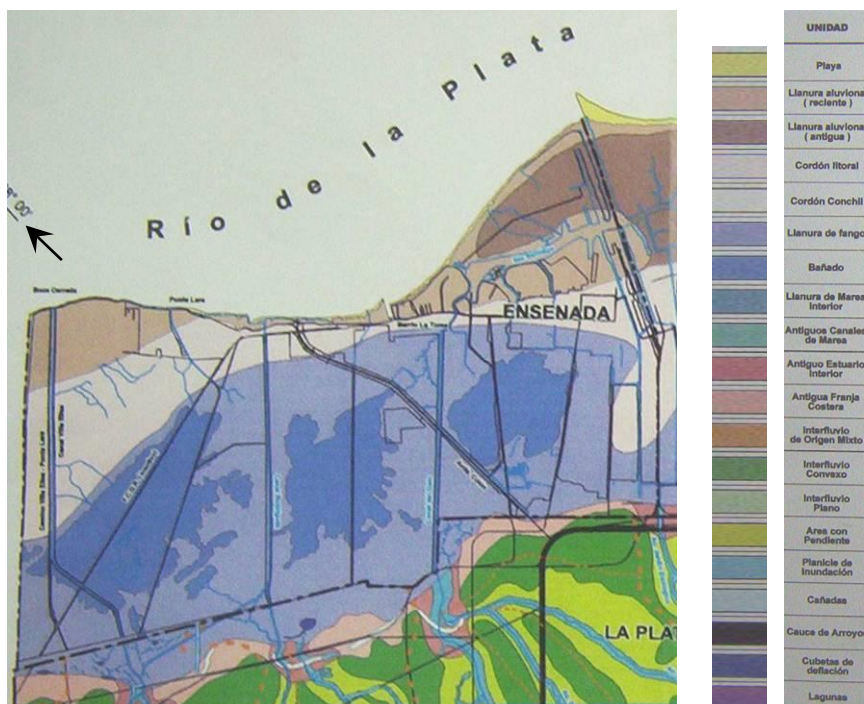 Río de la Plata
ENSENADA
LA PLA
Punta Lara
UNIDAD
Playa
Llanura aluviona
( reciente )
Llanura aluviona
( antigua )
Cordón litoral
Cordón Conchil
Llanura de fango
Bañado
Llanura de Marea
Interior
Antiguos Canales
de Marea
Antiguo Estuario
Interior
Antigua Franja
Costera
Interfluvio
de Origen Mixto
Interfluvio
Convexo
Interfluvio
Plano
Area con
Pendiente
Planicie de
Inundación
Cañadas
Cauce de Arroyo
Cubetas de
deflación
Lagunas